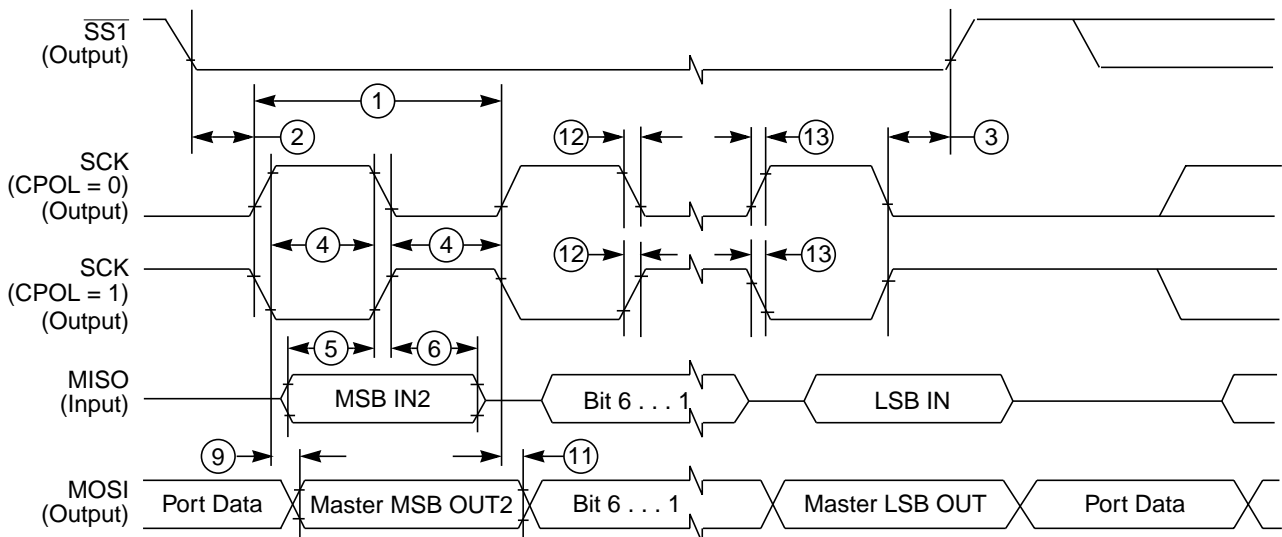 SS1
(Output)
1
2
12
13
3
SCK
(CPOL = 0)
(Output)
4
4
SCK
(CPOL = 1)
(Output)
12
13
5
6
MISO
(Input)
MSB IN2
Bit 6 . . . 1
LSB IN
9
11
MOSI
(Output)
Port Data
Master MSB OUT2
Bit 6 . . . 1
Master LSB OUT
Port Data